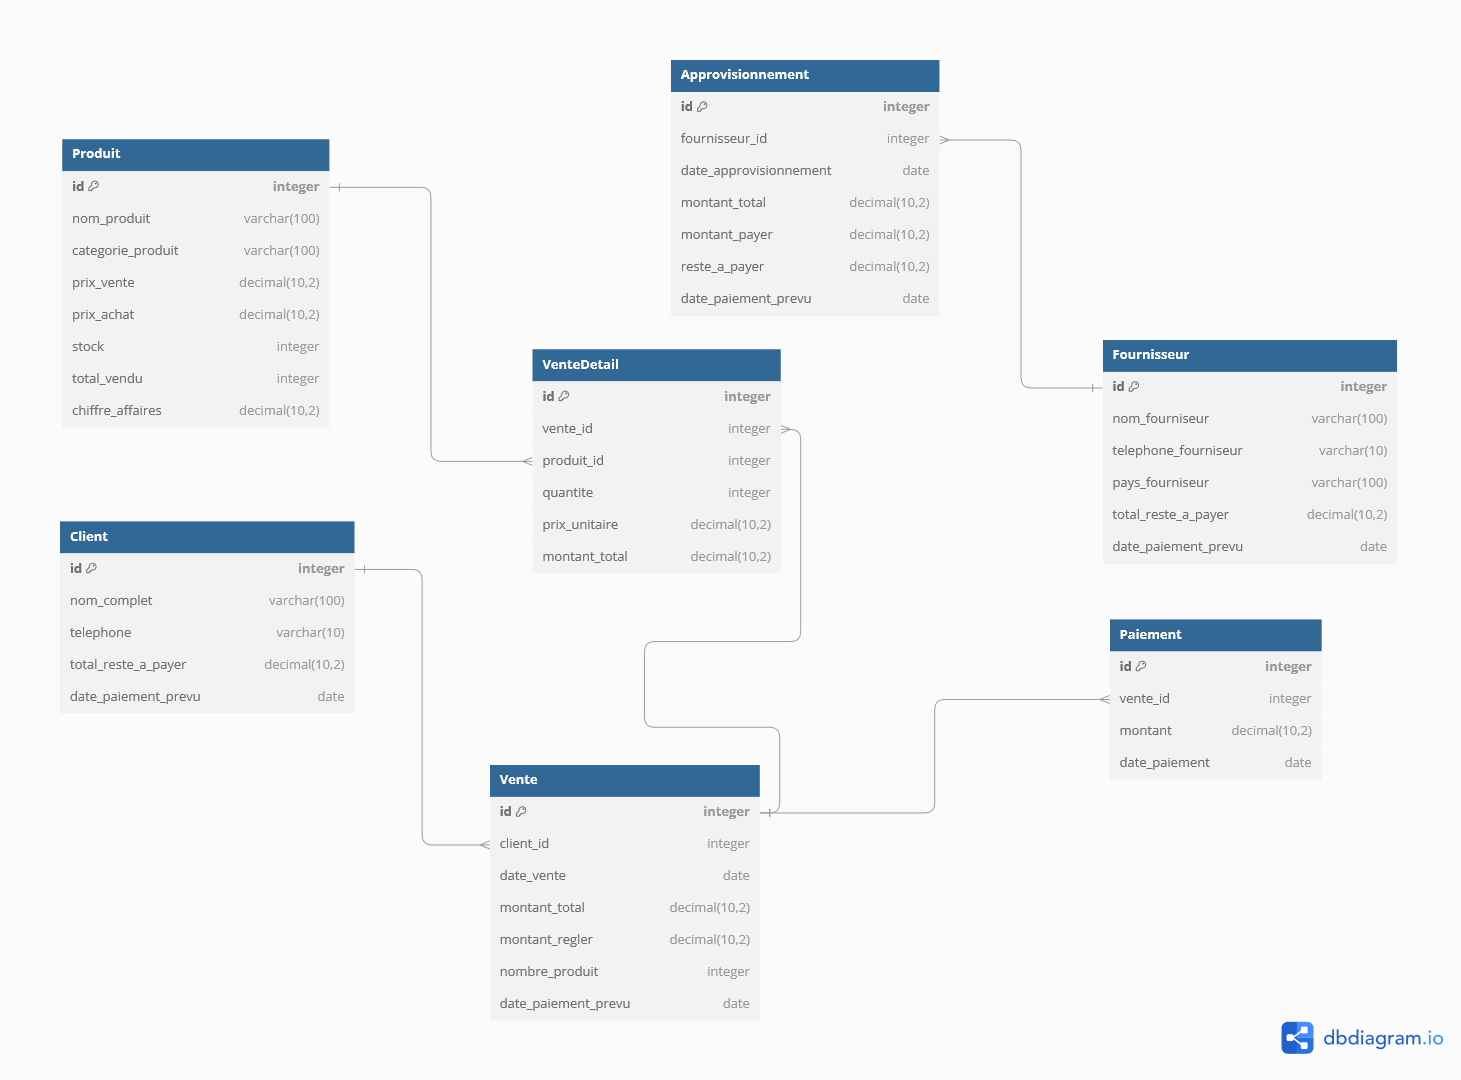 Approvisionnement
id integer
fournisseur_id integer
date_approvisionnement date
montant_total decimal(10,2)
montant_payer decimal(10,2)
reste_a_payer decimal(10,2)
date_paiement_prevu date
Produit
id integer
nom_produit varchar(100)
categorie_produit varchar(100)
prix_vente decimal(10,2)
prix_achat decimal(10,2)
stock integer
total_vendu integer
chiffre_affaires decimal(10,2)
VenteDetail
id integer
vente_id integer
produit_id integer
quantite integer
prix_unitaire decimal(10,2)
montant_total decimal(10,2)
Fournisseur
id integer
nom_fourniseur varchar(100)
telephone_fourniseur varchar(10)
pays_fourniseur varchar(100)
total_reste_a_payer decimal(10,2)
date_paiement_prevu date
Client
id integer
nom_complet varchar(100)
telephone varchar(10)
total_reste_a_payer decimal(10,2)
date_paiement_prevu date
Paiement
id integer
vente_id integer
montant decimal(10,2)
date_paiement date
Vente
id integer
client_id integer
date_vente date
montant_total decimal(10,2)
montant_regler decimal(10,2)
nombre_produit integer
date_paiement_prevu date
dbdiagram.io